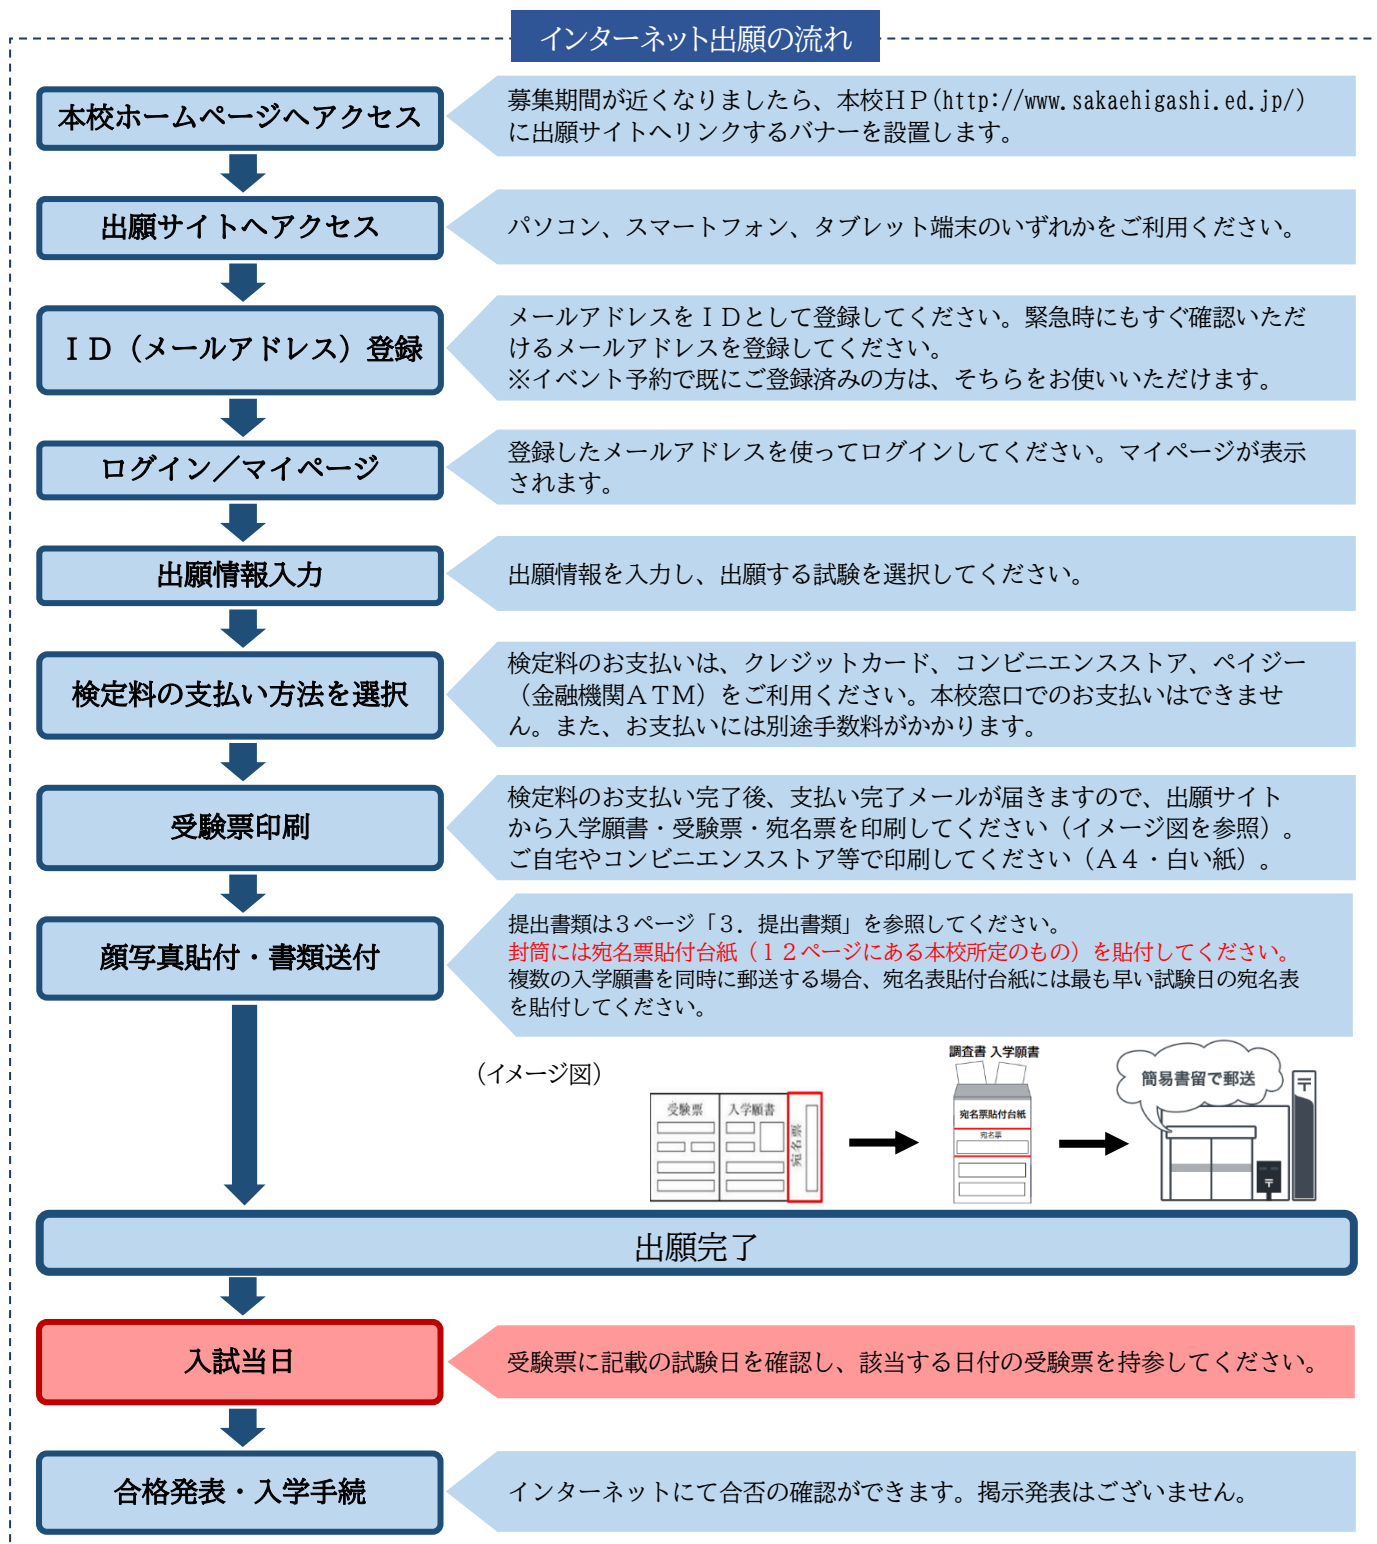 インターネット出願の流れ
本校ホームページへアクセス
募集期間が近くなりましたら、本校ＨＰ(http://www.sakaehigashi.ed.jp/)
に出願サイトへリンクするバナーを設置します。
出願サイトへアクセス
パソコン、スマートフォン、タブレット端末のいずれかをご利用ください。
ＩＤ（メールアドレス）登録
メールアドレスをＩＤとして登録してください。緊急時にもすぐ確認いただ
けるメールアドレスを登録してください。
※イベント予約で既にご登録済みの方は、そちらをお使いいただけます。
ログイン／マイページ
登録したメールアドレスを使ってログインしてください。マイページが表示
されます。
出願情報入力
出願情報を入力し、出願する試験を選択してください。
検定料の支払い方法を選択
検定料のお支払いは、クレジットカード、コンビニエンスストア、ペイジー
（金融機関ＡＴＭ）をご利用ください。本校窓口でのお支払いはできませ
ん。また、お支払いには別途手数料がかかります。
受験票印刷
検定料のお支払い完了後、支払い完了メールが届きますので、出願サイト
から入学願書・受験票・宛名票を印刷してください（イメージ図を参照）。
ご自宅やコンビニエンスストア等で印刷してください（Ａ４・白い紙）。
顔写真貼付・書類送付
提出書類は３ページ「３．提出書類」を参照してください。
封筒には宛名票貼付台紙（１２ページにある本校所定のもの）を貼付してください。
複数の入学願書を同時に郵送する場合、宛名表貼付台紙には最も早い試験日の宛名表
を貼付してください。
（イメージ図）
受験票
入学願書
宛名票
調査書 入学願書
宛名票貼付台紙
宛名票
簡易書留で郵送
〒
〒
出願完了
入試当日
受験票に記載の試験日を確認し、該当する日付の受験票を持参してください。
合格発表・入学手続
インターネットにて合否の確認ができます。掲示発表はございません。